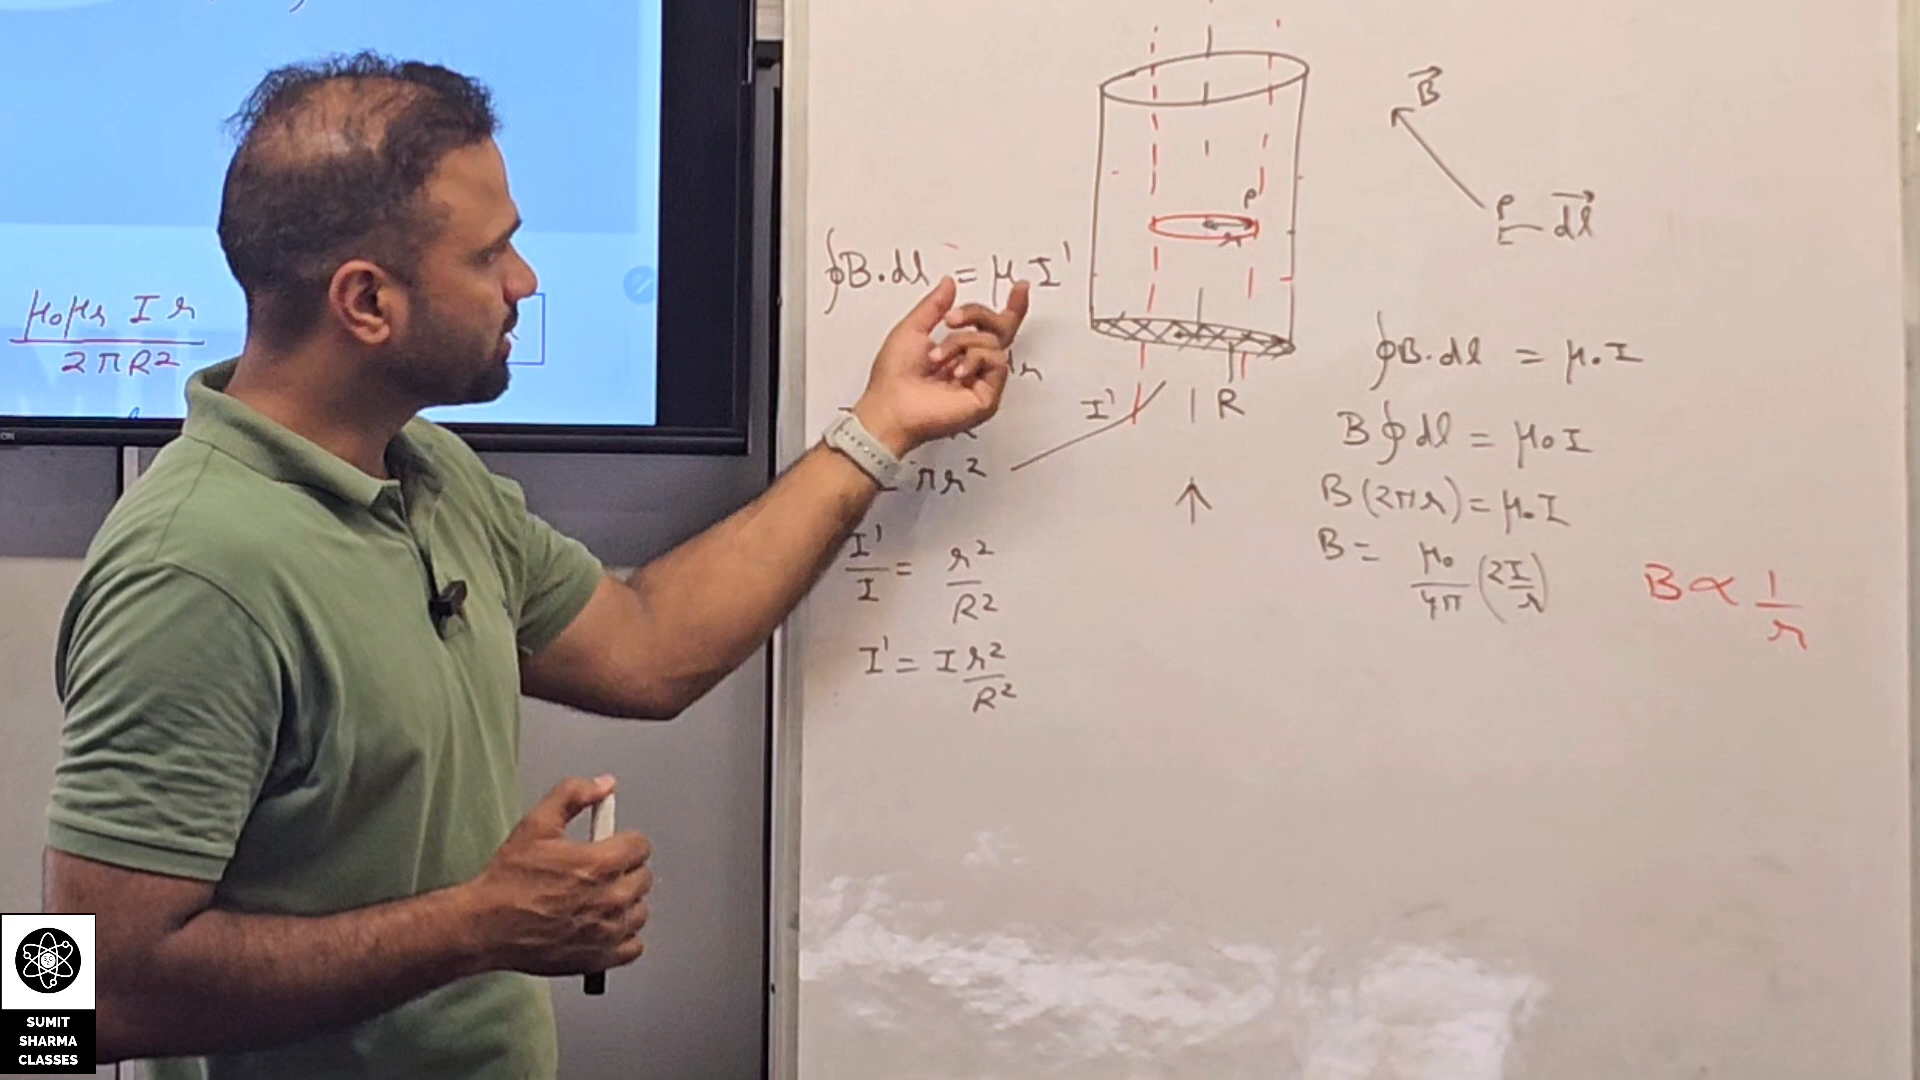 μ₀μr I r
2πR²
B
P
dl
P
r
∮B.dl = μ I'
dr
I'
R
πr²
I'/I = r²/R²
I' = I r²/R²
∮B.dl = μ₀I
B∮dl = μ₀I
B(2πr) = μ₀I
B = μ₀/4π (2I/r)
B ∝ 1/r
SUMIT
SHARMA
CLASSES